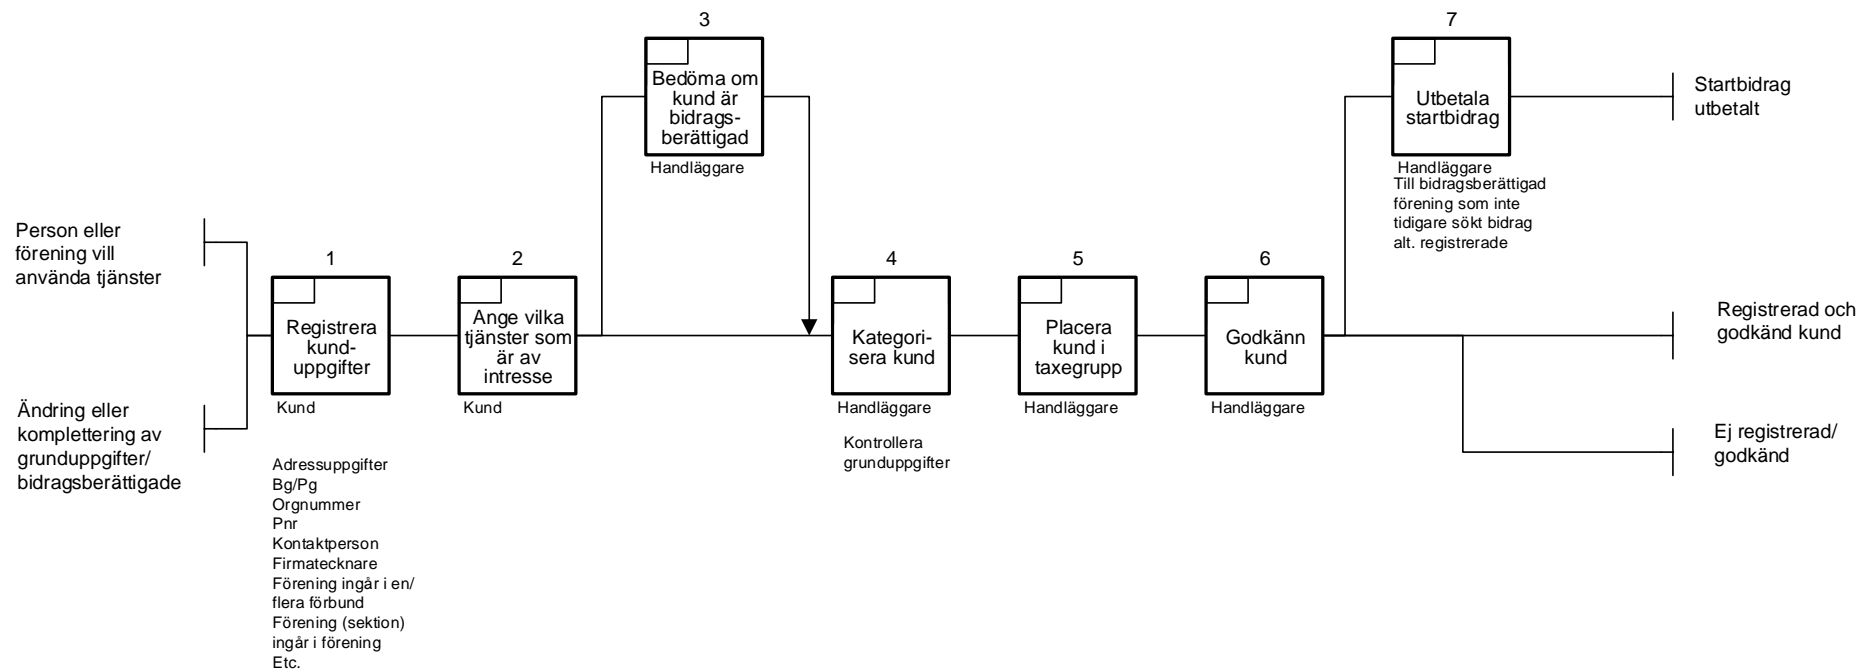 3
Bedöma om
kund är
bidrags-
berättigad
Handläggare
7
Utbetala
startbidrag
Handläggare
Till bidragsberättigad
förening som inte
tidigare sökt bidrag
alt. registrerade
Startbidrag
utbetalt
Person eller
förening vill
använda tjänster
Ändring eller
komplettering av
grunduppgifter/
bidragsberättigade
1
Registrera
kund-
uppgifter
Kund
Adressuppgifter
Bg/Pg
Orgnummer
Pnr
Kontaktperson
Firmatecknare
Förening ingår i en/
flera förbund
Förening (sektion)
ingår i förening
Etc.
2
Ange vilka
tjänster som
är av
intresse
Kund
4
Kategori-
sera kund
Handläggare
Kontrollera
grunduppgifter
5
Placera
kund i
taxegrupp
Handläggare
6
Godkänn
kund
Handläggare
Registrerad och
godkänd kund
Ej registrerad/
godkänd